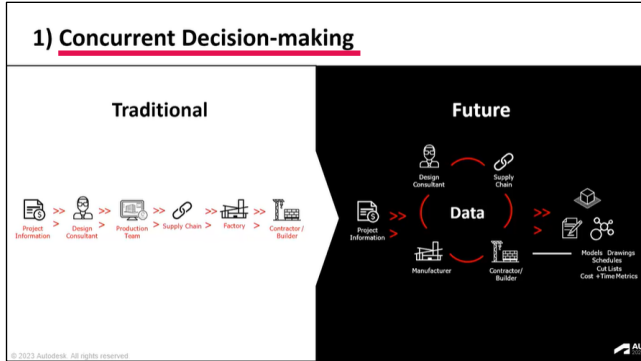 1) Concurrent Decision-making
Traditional
Project
Information
Design
Consultant
Production
Team
Supply Chain
Factory
Contractor /
Builder
Future
Project
Information
Design
Consultant
Supply
Chain
Data
Manufacturer
Contractor/
Builder
Models Drawings
Schedules
Cut Lists
Cost +Time Metrics
© 2023 Autodesk. All rights reserved